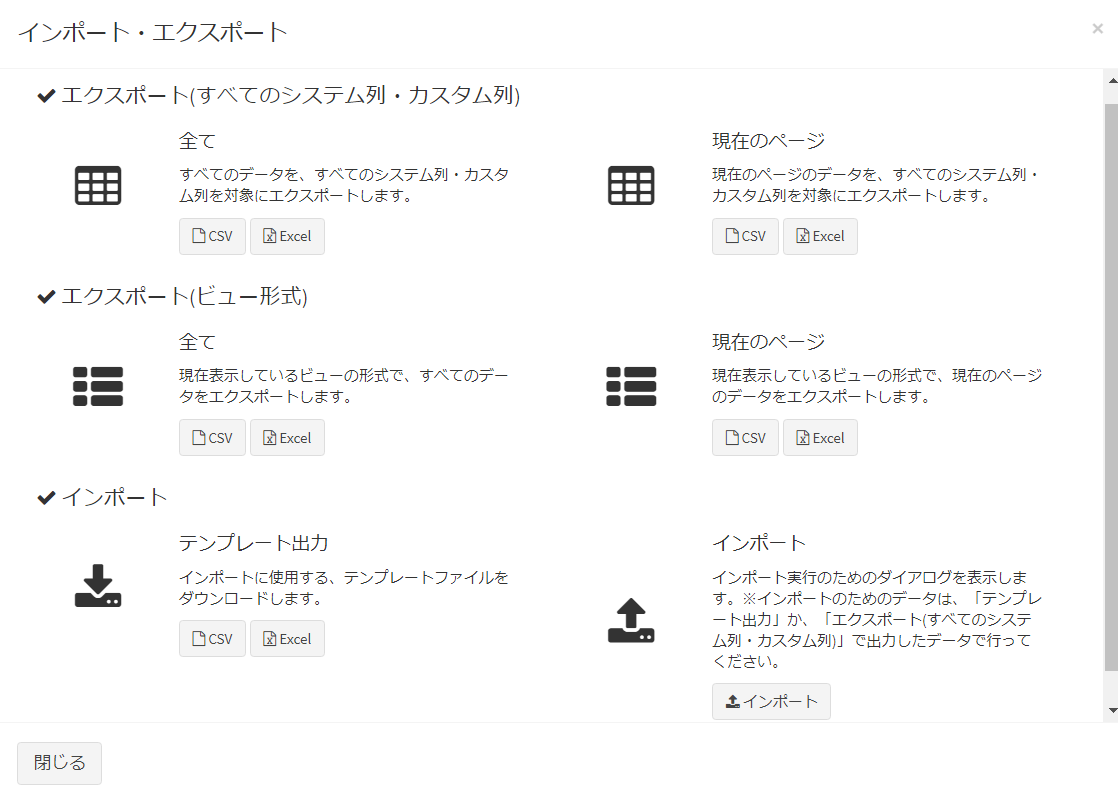 インポート・エクスポート
×
エクスポート(すべてのシステム列・カスタム列)
全て
すべてのデータを、すべてのシステム列・カスタ
ム列を対象にエクスポートします。
CSV Excel
現在のページ
現在のページのデータを、すべてのシステム列・
カスタム列を対象にエクスポートします。
CSV Excel
エクスポート(ビュー形式)
全て
現在表示しているビューの形式で、すべてのデー
タをエクスポートします。
CSV Excel
現在のページ
現在表示しているビューの形式で、現在のページ
のデータをエクスポートします。
CSV Excel
インポート
テンプレート出力
インポートに使用する、テンプレートファイルを
ダウンロードします。
CSV Excel
インポート
インポート実行のためのダイアログを表示しま
す。※インポートのためのデータは、「テンプレ
ート出力」か、「エクスポート(すべてのシステ
ム列・カスタム列)」で出力したデータで行って
ください。
インポート
閉じる